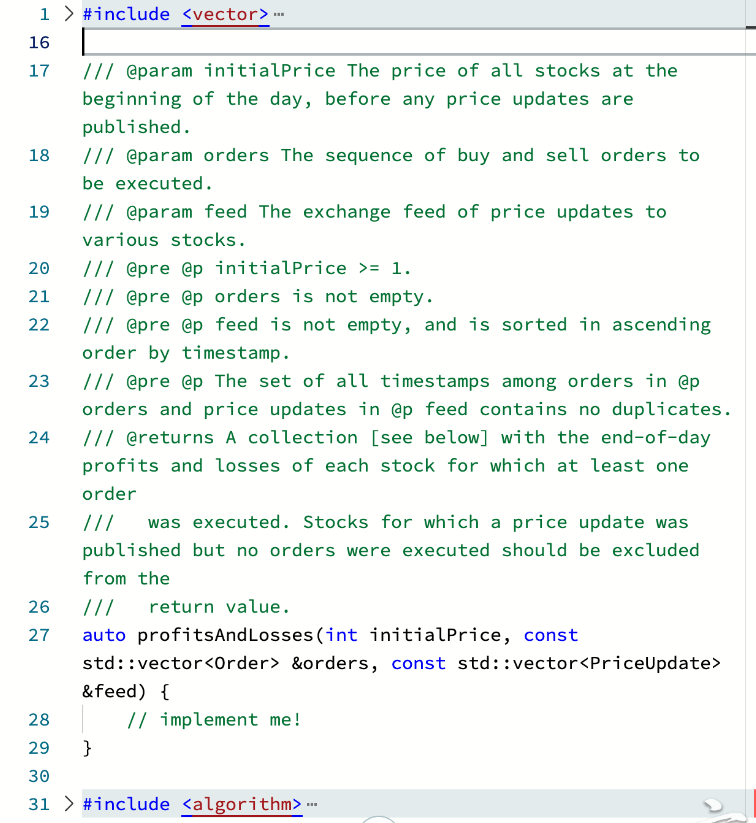 1 #include <vector>⋯
16
17 /// @param initialPrice The price of all stocks at the
beginning of the day, before any price updates are
published.
18 /// @param orders The sequence of buy and sell orders to
be executed.
19 /// @param feed The exchange feed of price updates to
various stocks.
20 /// @pre @p initialPrice >= 1.
21 /// @pre @p orders is not empty.
22 /// @pre @p feed is not empty, and is sorted in ascending
order by timestamp.
23 /// @pre @p The set of all timestamps among orders in @p
orders and price updates in @p feed contains no duplicates.
24 /// @returns A collection [see below] with the end-of-day
profits and losses of each stock for which at least one
order
25 ///   was executed. Stocks for which a price update was
published but no orders were executed should be excluded
from the
26 ///   return value.
27 auto profitsAndLosses(int initialPrice, const
std::vector<Order> &orders, const std::vector<PriceUpdate>
&feed) {
28     // implement me!
29 }
30
31 #include <algorithm>⋯